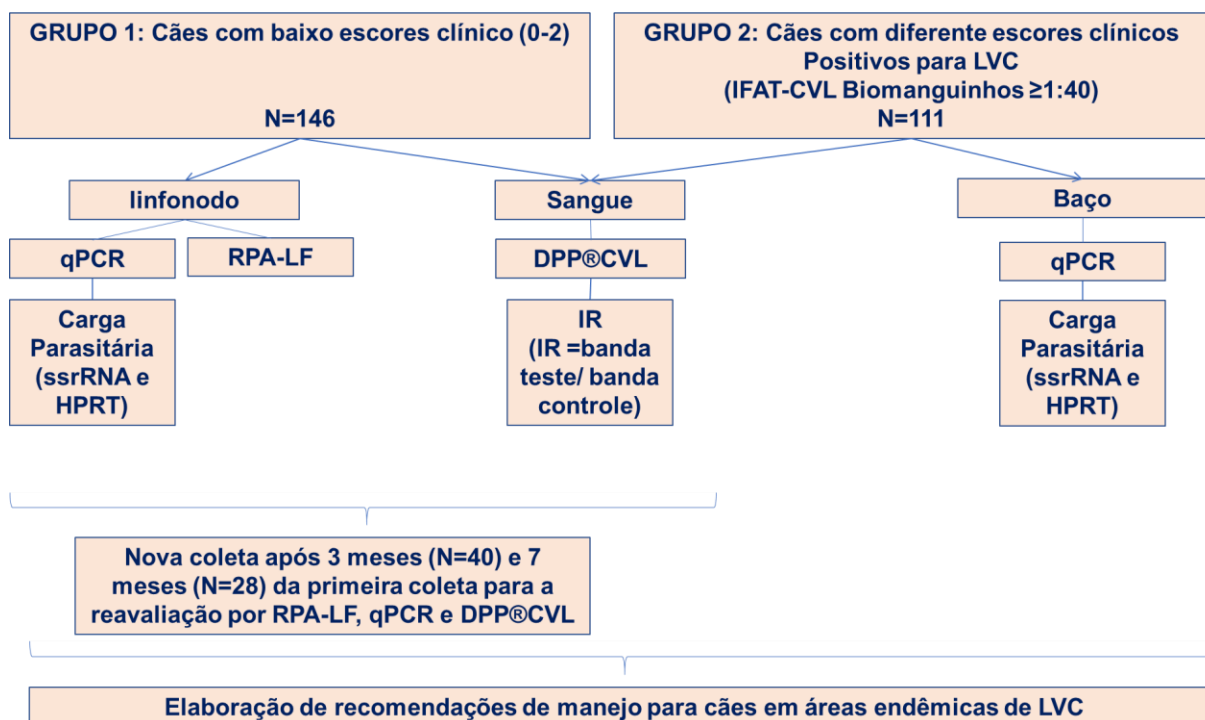 GRUPO 1: Cães com baixo escores clínico (0-2)
N=146
GRUPO 2: Cães com diferente escores clínicos
Positivos para LVC
(IFAT-CVL Biomanguinhos ≥1:40)
N=111
linfonodo
Sangue
Baço
qPCR
RPA-LF
DPP®CVL
qPCR
Carga
Parasitária
(ssrRNA e
HPRT)
IR
(IR =banda
teste/ banda
controle)
Carga
Parasitária
(ssrRNA e
HPRT)
Nova coleta após 3 meses (N=40) e 7
meses (N=28) da primeira coleta para a
reavaliação por RPA-LF, qPCR e DPP®CVL
Elaboração de recomendações de manejo para cães em áreas endêmicas de LVC